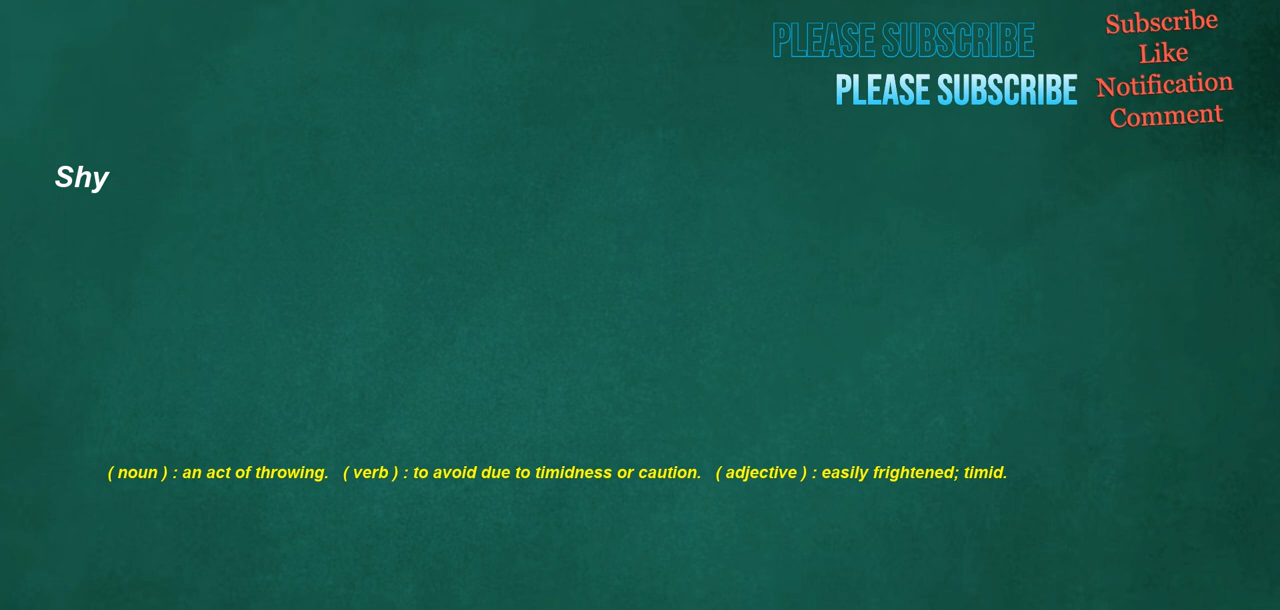 PLEASE SUBSCRIBE
PLEASE SUBSCRIBE
Subscribe
Like
Notification
Comment
Shy
( noun ) : an act of throwing. ( verb ) : to avoid due to timidness or caution. ( adjective ) : easily frightened; timid.